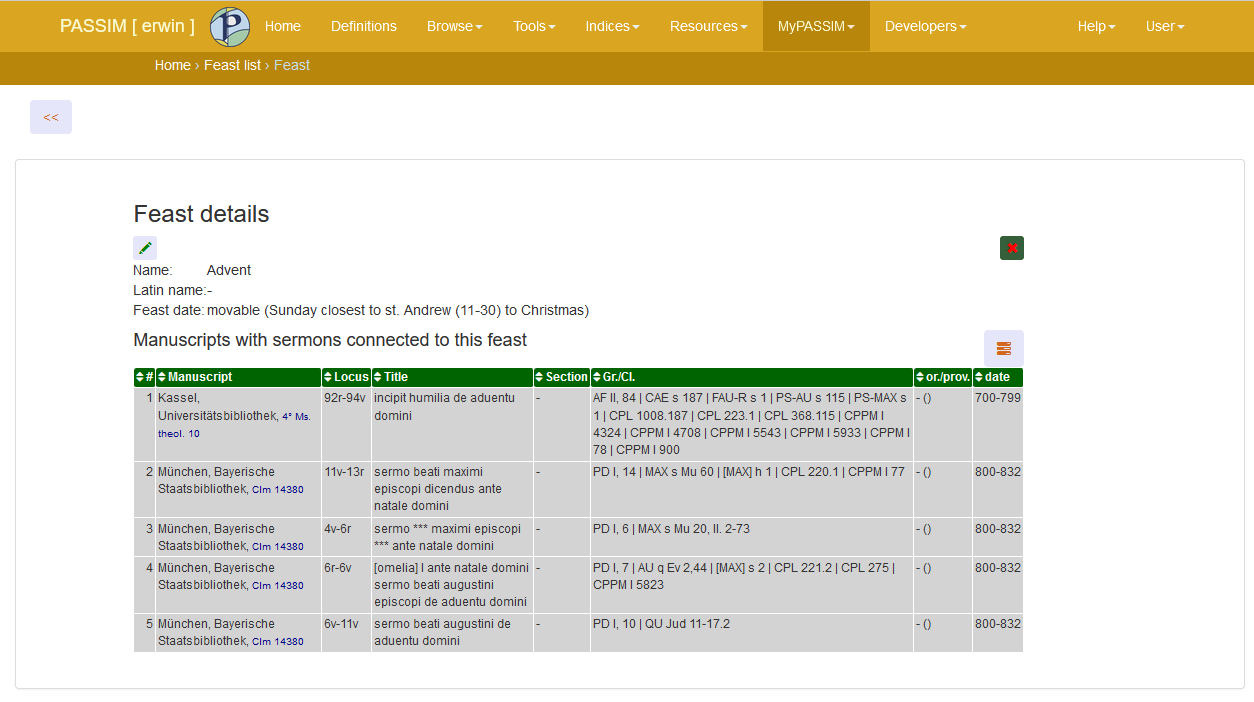 PASSIM [ erwin ] P Home Definitions Browse Tools Indices Resources MyPASSIM Developers Help User
Home › Feast list › Feast
<<
Feast details
Name: Advent
Latin name:-
Feast date: movable (Sunday closest to st. Andrew (11-30) to Christmas)
Manuscripts with sermons connected to this feast
# Manuscript Locus Title Section Gr./Cl. or./prov. date
1 Kassel, 92r-94v incipit humilia de aduentu - AF II, 84 | CAE s 187 | FAU-R s 1 | PS-AU s 115 | PS-MAX s - () 700-799
Universitätsbibliothek, 4° Ms. domini 1 | CPL 1008.187 | CPL 223.1 | CPL 368.115 | CPPM I
theol. 10 4324 | CPPM I 4708 | CPPM I 5543 | CPPM I 5933 | CPPM I
78 | CPPM I 900
2 München, Bayerische 11v-13r sermo beati maximi - PD I, 14 | MAX s Mu 60 | [MAX] h 1 | CPL 220.1 | CPPM I 77 - () 800-832
Staatsbibliothek, Clm 14380 episcopi dicendus ante
natale domini
3 München, Bayerische 4v-6r sermo *** maximi episcopi - PD I, 6 | MAX s Mu 20, ll. 2-73 - () 800-832
Staatsbibliothek, Clm 14380 *** ante natale domini
4 München, Bayerische 6r-6v [omelia] I ante natale domini - PD I, 7 | AU q Ev 2,44 | [MAX] s 2 | CPL 221.2 | CPL 275 | - () 800-832
Staatsbibliothek, Clm 14380 sermo beati augustini CPPM I 5823
episcopi de aduentu domini
5 München, Bayerische 6v-11v sermo beati augustini de - PD I, 10 | QU Jud 11-17.2 - () 800-832
Staatsbibliothek, Clm 14380 aduentu domini